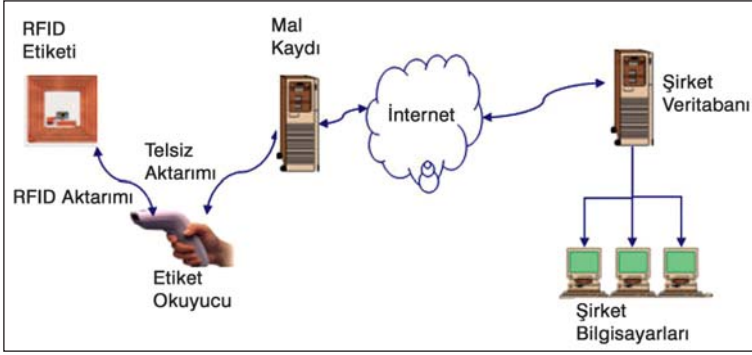 RFID
Etiketi
Mal
Kaydı
İnternet
Şirket
Veritabanı
Telsiz
Aktarımı
RFID Aktarımı
Etiket
Okuyucu
Şirket
Bilgisayarları